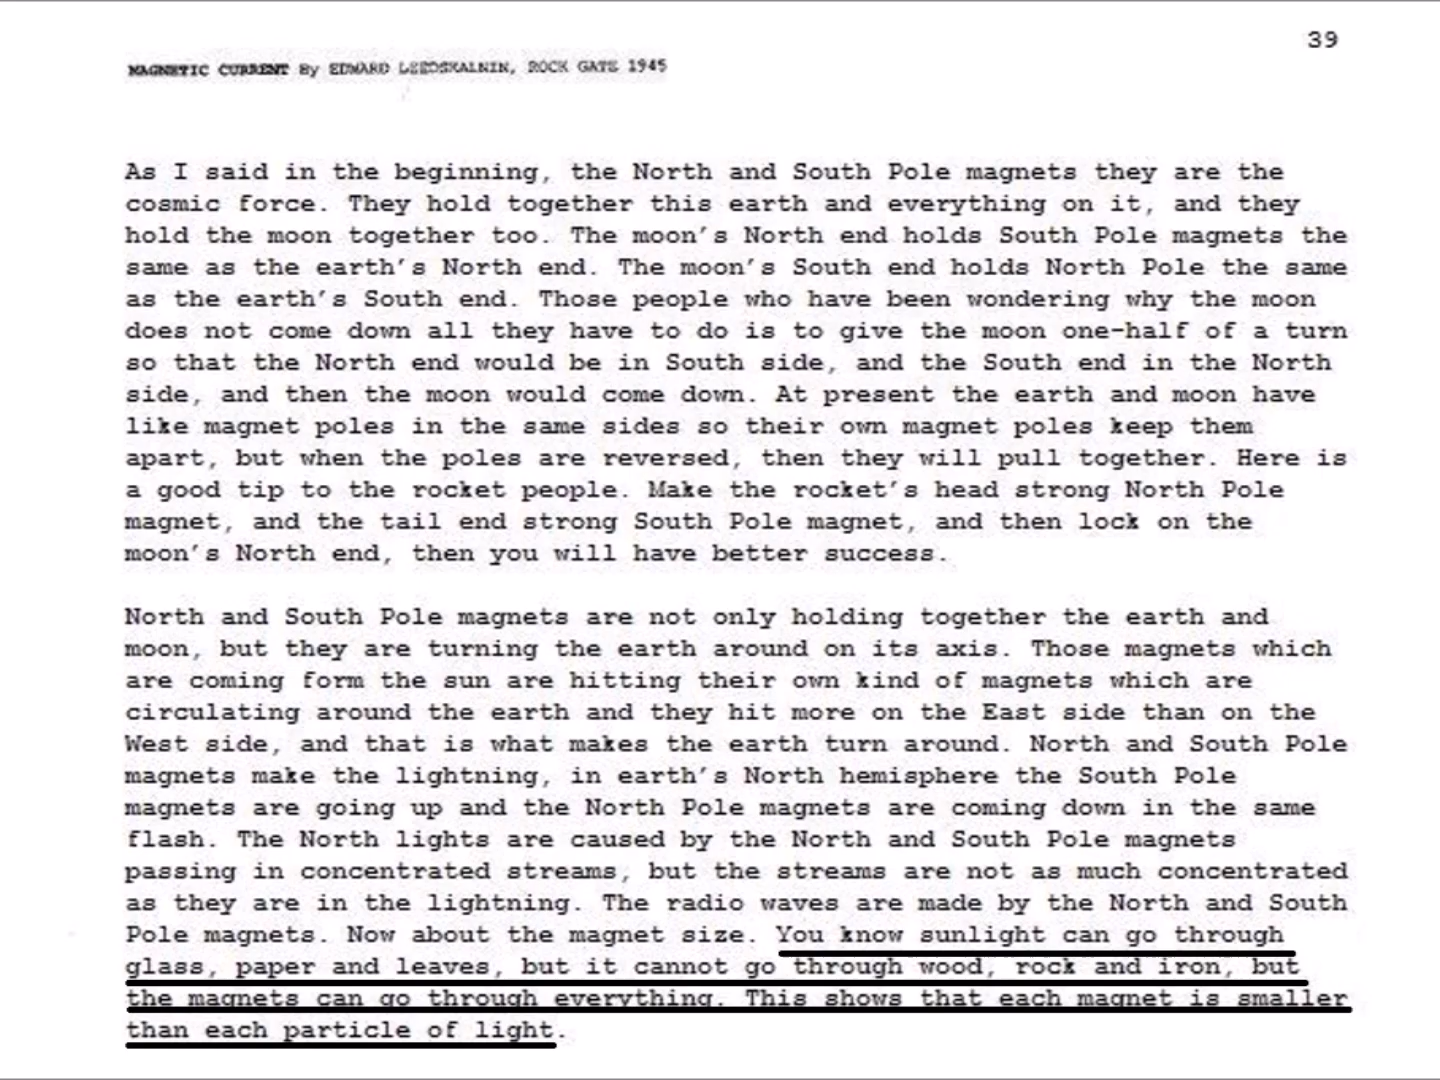 39
MAGNETIC CURRENT By EDWARD LEEDSKALNIN, ROCK GATE 1945
As I said in the beginning, the North and South Pole magnets they are the
cosmic force. They hold together this earth and everything on it, and they
hold the moon together too. The moon's North end holds South Pole magnets the
same as the earth's North end. The moon's South end holds North Pole the same
as the earth's South end. Those people who have been wondering why the moon
does not come down all they have to do is to give the moon one-half of a turn
so that the North end would be in South side, and the South end in the North
side, and then the moon would come down. At present the earth and moon have
like magnet poles in the same sides so their own magnet poles keep them
apart, but when the poles are reversed, then they will pull together. Here is
a good tip to the rocket people. Make the rocket's head strong North Pole
magnet, and the tail end strong South Pole magnet, and then lock on the
moon's North end, then you will have better success.
North and South Pole magnets are not only holding together the earth and
moon, but they are turning the earth around on its axis. Those magnets which
are coming form the sun are hitting their own kind of magnets which are
circulating around the earth and they hit more on the East side than on the
West side, and that is what makes the earth turn around. North and South Pole
magnets make the lightning, in earth's North hemisphere the South Pole
magnets are going up and the North Pole magnets are coming down in the same
flash. The North lights are caused by the North and South Pole magnets
passing in concentrated streams, but the streams are not as much concentrated
as they are in the lightning. The radio waves are made by the North and South
Pole magnets. Now about the magnet size. You know sunlight can go through
glass, paper and leaves, but it cannot go through wood, rock and iron, but
the magnets can go through everything. This shows that each magnet is smaller
than each particle of light.